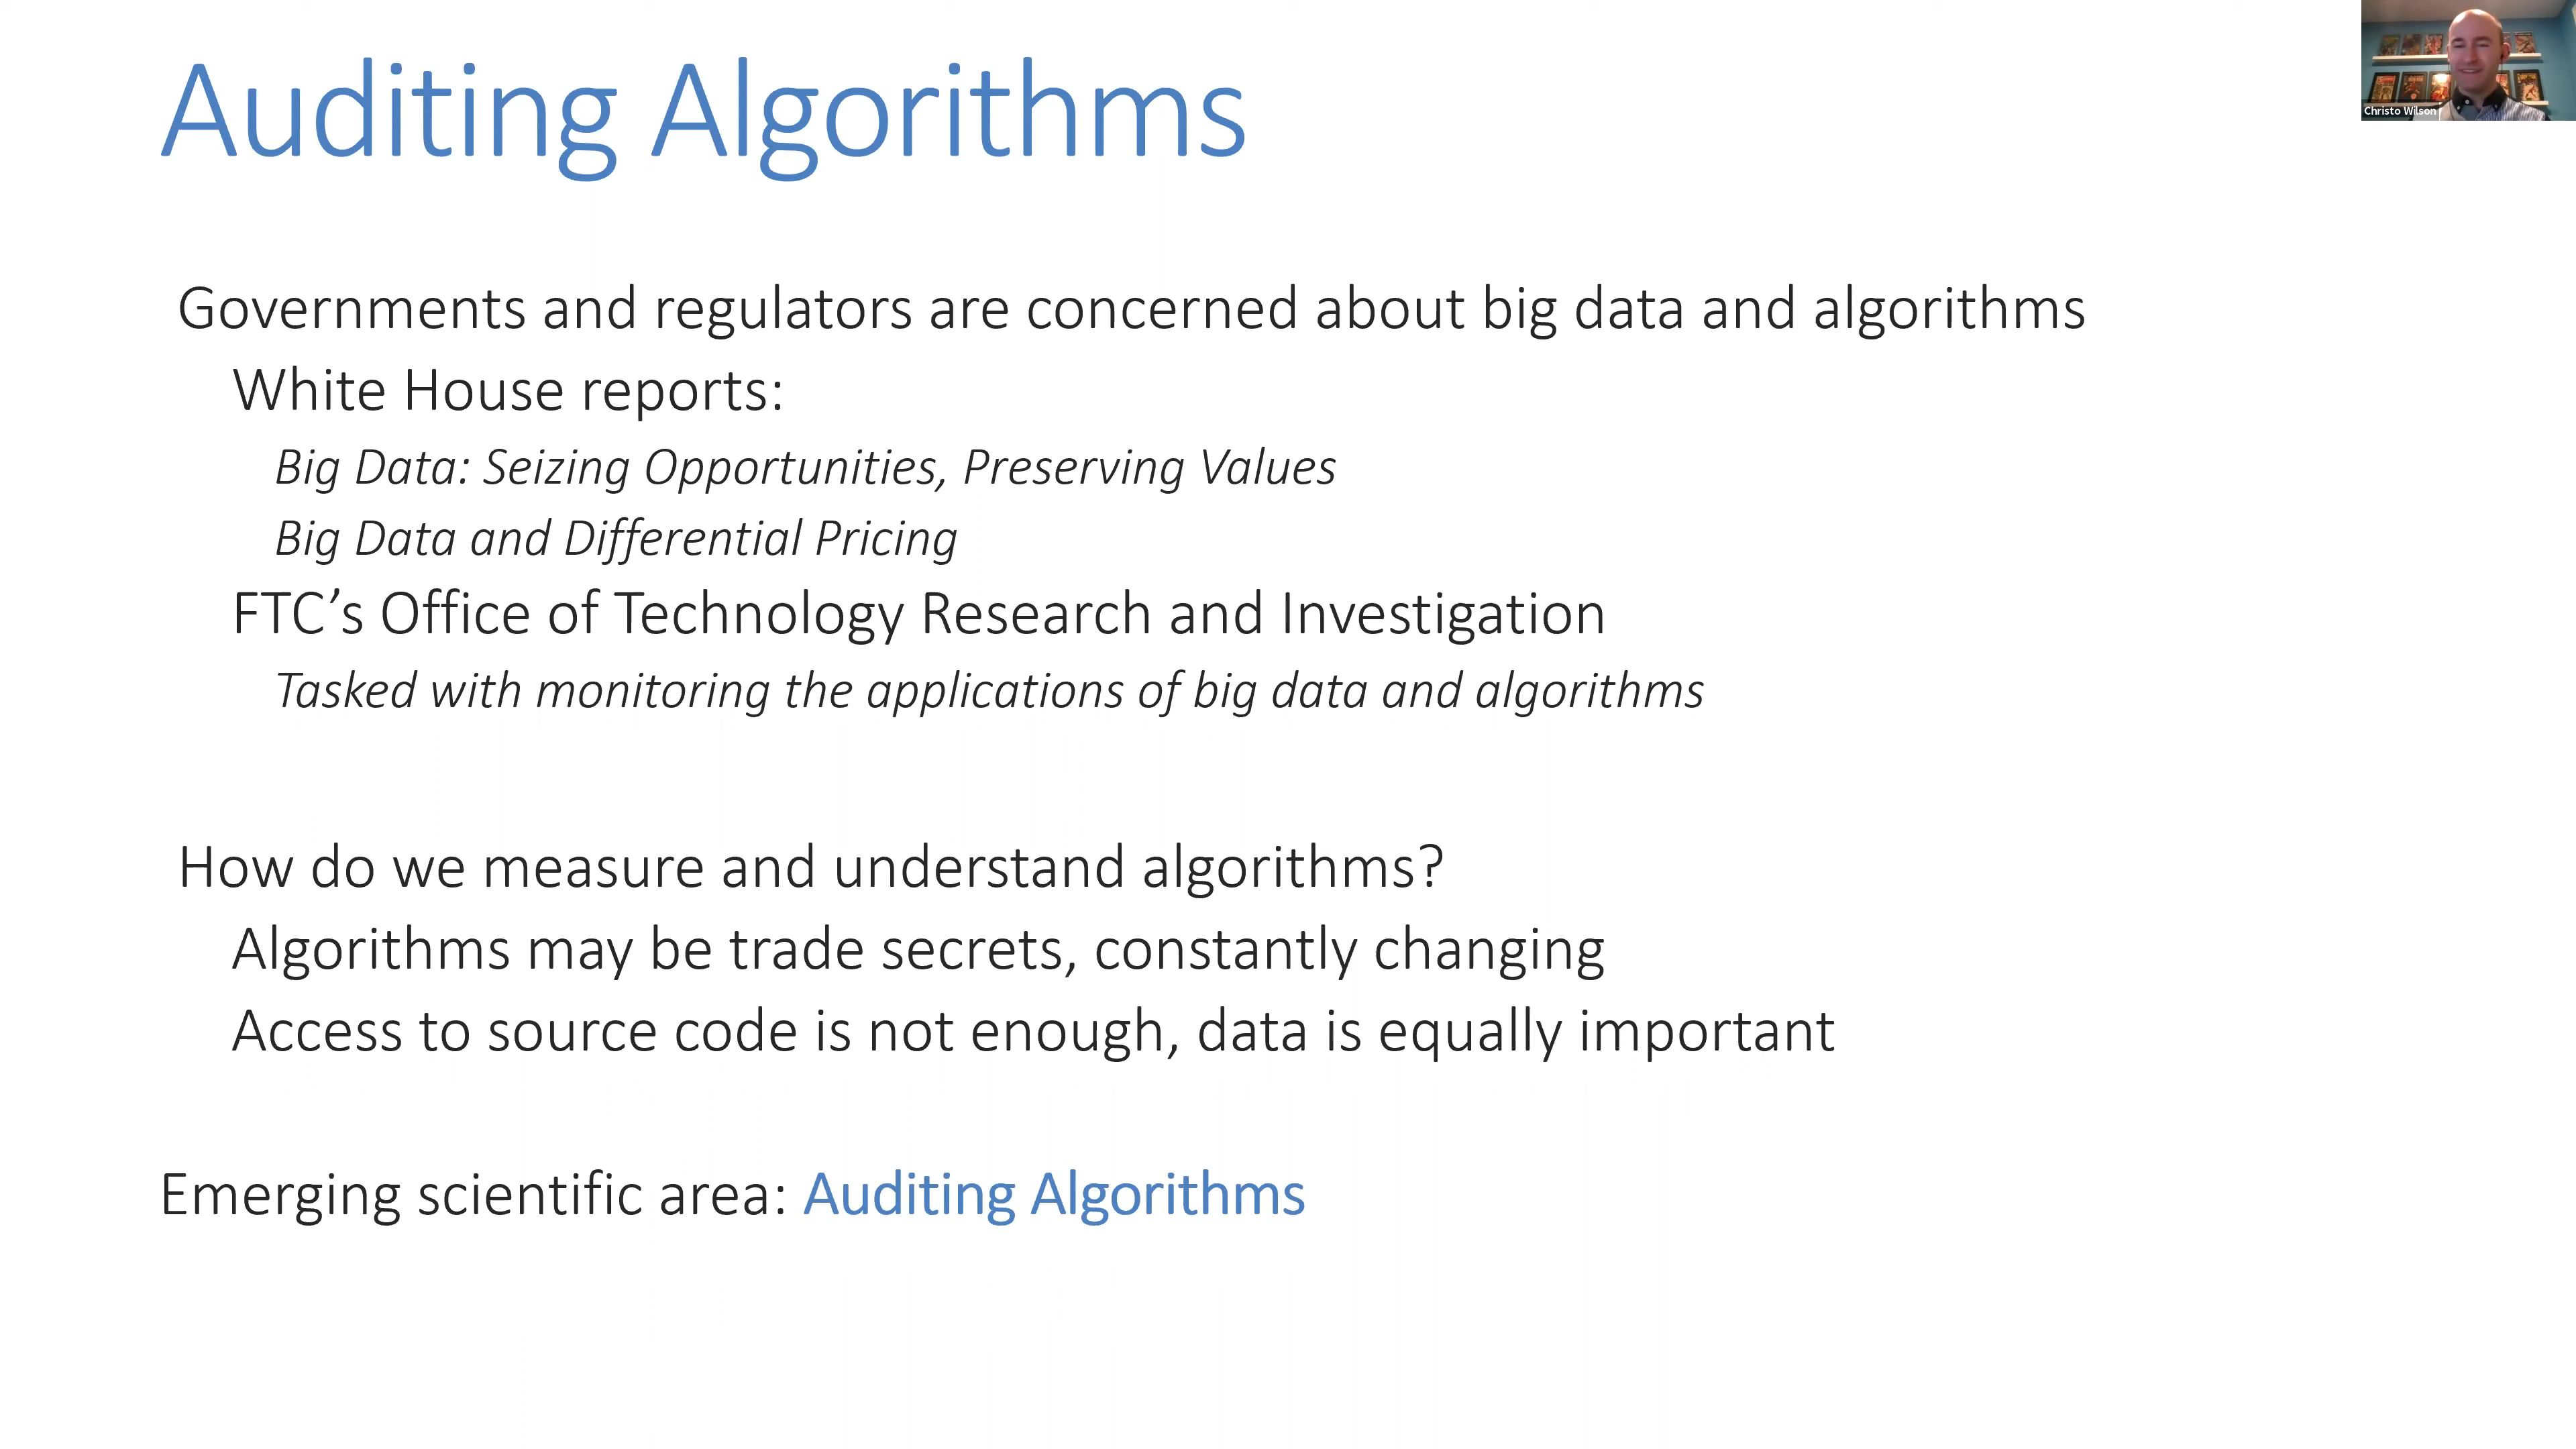 Auditing Algorithms
Christo Wilson
Governments and regulators are concerned about big data and algorithms
White House reports:
Big Data: Seizing Opportunities, Preserving Values
Big Data and Differential Pricing
FTC’s Office of Technology Research and Investigation
Tasked with monitoring the applications of big data and algorithms
How do we measure and understand algorithms?
Algorithms may be trade secrets, constantly changing
Access to source code is not enough, data is equally important
Emerging scientific area: Auditing Algorithms